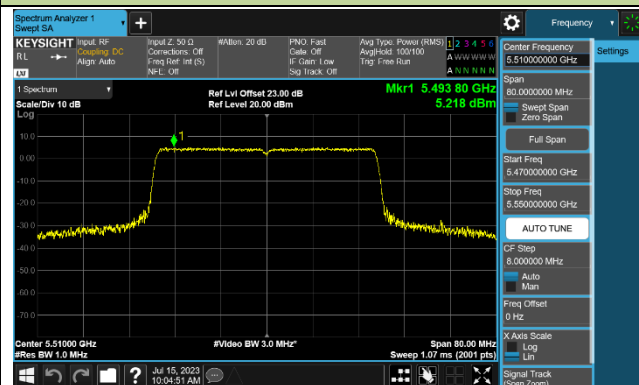 Spectrum Analyzer 1
Swept SA
Frequency
KEYSIGHT
Input: RF
Input Z: 50 Ω
#Atten: 20 dB
PNO: Fast
Avg Type: Power (RMS)
1 2 3 4 5 6
RL
Coupling: DC
Corrections: Off
Gate: Off
Avg|Hold: 100/100
A W W W W W
Align: Auto
Freq Ref: Int (S)
IF Gain: Low
Trig: Free Run
NFE: Off
Sig Track: Off
A N N N N N
LXI
1 Spectrum
Ref Lvl Offset 23.00 dB
Mkr1 5.493 80 GHz
Scale/Div 10 dB
Ref Level 20.00 dBm
5.218 dBm
Log
1
10.0
0.00
-10.0
-20.0
-30.0
-40.0
-50.0
-60.0
-70.0
Center 5.51000 GHz
#Video BW 3.0 MHz*
Span 80.00 MHz
#Res BW 1.0 MHz
Sweep 1.07 ms (2001 pts)
Center Frequency
5.510000000 GHz
Settings
Span
80.0000000 MHz
Swept Span
Zero Span
Full Span
Start Freq
5.470000000 GHz
Stop Freq
5.550000000 GHz
AUTO TUNE
CF Step
8.000000 MHz
Auto
Man
Freq Offset
0 Hz
X Axis Scale
Log
Lin
Signal Track
(Span Zoom)
?
Jul 15, 2023
10:04:51 AM